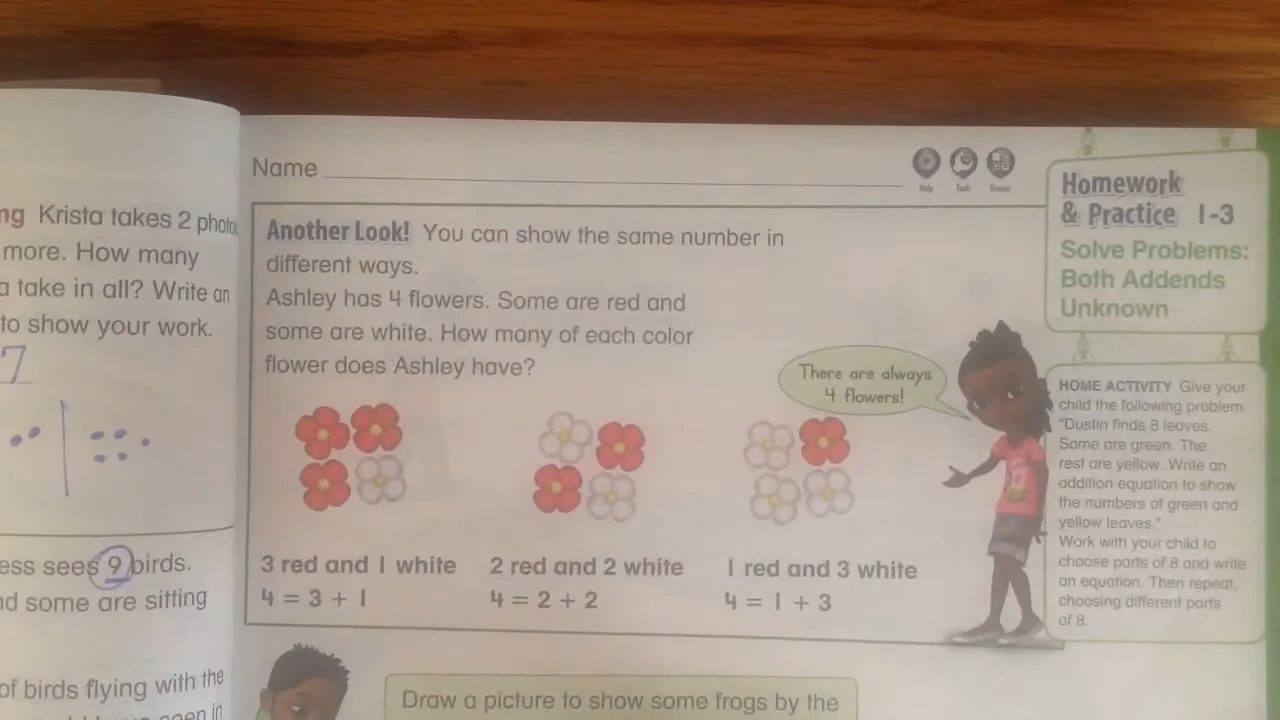 ng Krista takes 2 photos
more. How many
a take in all? Write an
to show your work.
7
ess sees 9 birds.
nd some are sitting
of birds flying with the
Name
Help
Tools
Games
Another Look! You can show the same number in
different ways.
Ashley has 4 flowers. Some are red and
some are white. How many of each color
flower does Ashley have?
There are always
4 flowers!
3 red and 1 white
4 = 3 + 1
2 red and 2 white
4 = 2 + 2
1 red and 3 white
4 = 1 + 3
Draw a picture to show some frogs by the
Homework
& Practice 1-3
Solve Problems:
Both Addends
Unknown
HOME ACTIVITY Give your
child the following problem:
"Dustin finds 8 leaves.
Some are green. The
rest are yellow. Write an
addition equation to show
the numbers of green and
yellow leaves."
Work with your child to
choose parts of 8 and write
an equation. Then repeat,
choosing different parts
of 8.